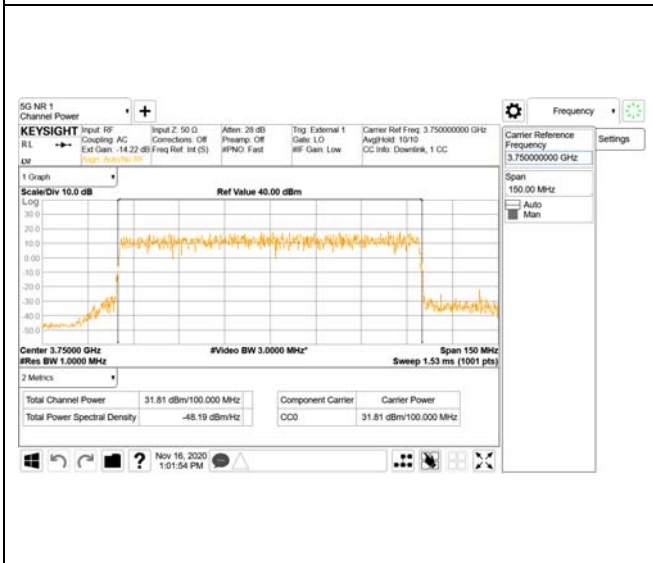 5G NR 1
Channel Power
+
Frequency
KEYSIGHT Input: RF Input Z: 50 Ω Atten: 28 dB Trig: External 1 Carrier Ref Freq: 3.750000000 GHz
RL Coupling: AC Corrections: Off Preamp: Off Gate: LO Avg|Hold: 10/10
Ext Gain: -14.22 dB Freq Ref: Int (S) #PNO: Fast #IF Gain: Low CC Info: Downlink, 1 CC
Align: Auto/No RF
Carrier Reference
Frequency
3.750000000 GHz
Settings
Span
150.00 MHz
Auto
Man
1 Graph
Scale/Div 10.0 dB Ref Value 40.00 dBm
Log
30.0
20.0
10.0
0.00
-10.0
-20.0
-30.0
-40.0
-50.0
Center 3.75000 GHz #Video BW 3.0000 MHz* Span 150 MHz
#Res BW 1.0000 MHz Sweep 1.53 ms (1001 pts)
2 Metrics
Total Channel Power 31.81 dBm/100.000 MHz Component Carrier Carrier Power
Total Power Spectral Density -48.19 dBm/Hz CC0 31.81 dBm/100.000 MHz
? Nov 16, 2020
1:01:54 PM